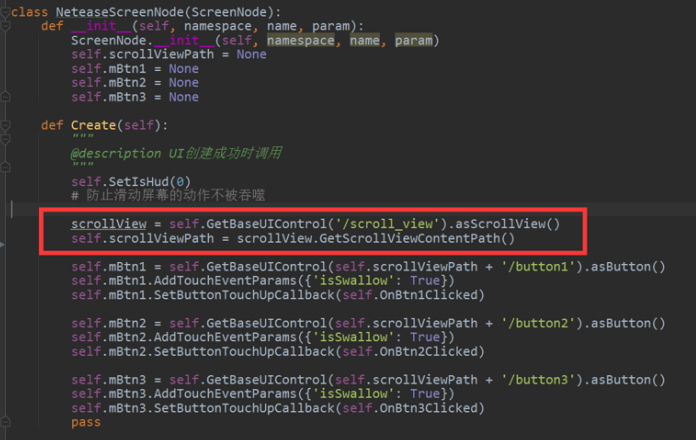 class NeteaseScreenNode(ScreenNode):
def __init__(self, namespace, name, param):
ScreenNode.__init__(self, namespace, name, param)
self.scrollViewPath = None
self.mBtn1 = None
self.mBtn2 = None
self.mBtn3 = None
def Create(self):
"""
@description UI创建成功时调用
"""
self.SetIsHud(0)
# 防止滑动屏幕的动作不被吞噬
scrollView = self.GetBaseUIControl('/scroll_view').asScrollView()
self.scrollViewPath = scrollView.GetScrollViewContentPath()
self.mBtn1 = self.GetBaseUIControl(self.scrollViewPath + '/button1').asButton()
self.mBtn1.AddTouchEventParams({'isSwallow': True})
self.mBtn1.SetButtonTouchUpCallback(self.OnBtn1Clicked)
self.mBtn2 = self.GetBaseUIControl(self.scrollViewPath + '/button2').asButton()
self.mBtn2.AddTouchEventParams({'isSwallow': True})
self.mBtn2.SetButtonTouchUpCallback(self.OnBtn2Clicked)
self.mBtn3 = self.GetBaseUIControl(self.scrollViewPath + '/button3').asButton()
self.mBtn3.AddTouchEventParams({'isSwallow': True})
self.mBtn3.SetButtonTouchUpCallback(self.OnBtn3Clicked)
pass